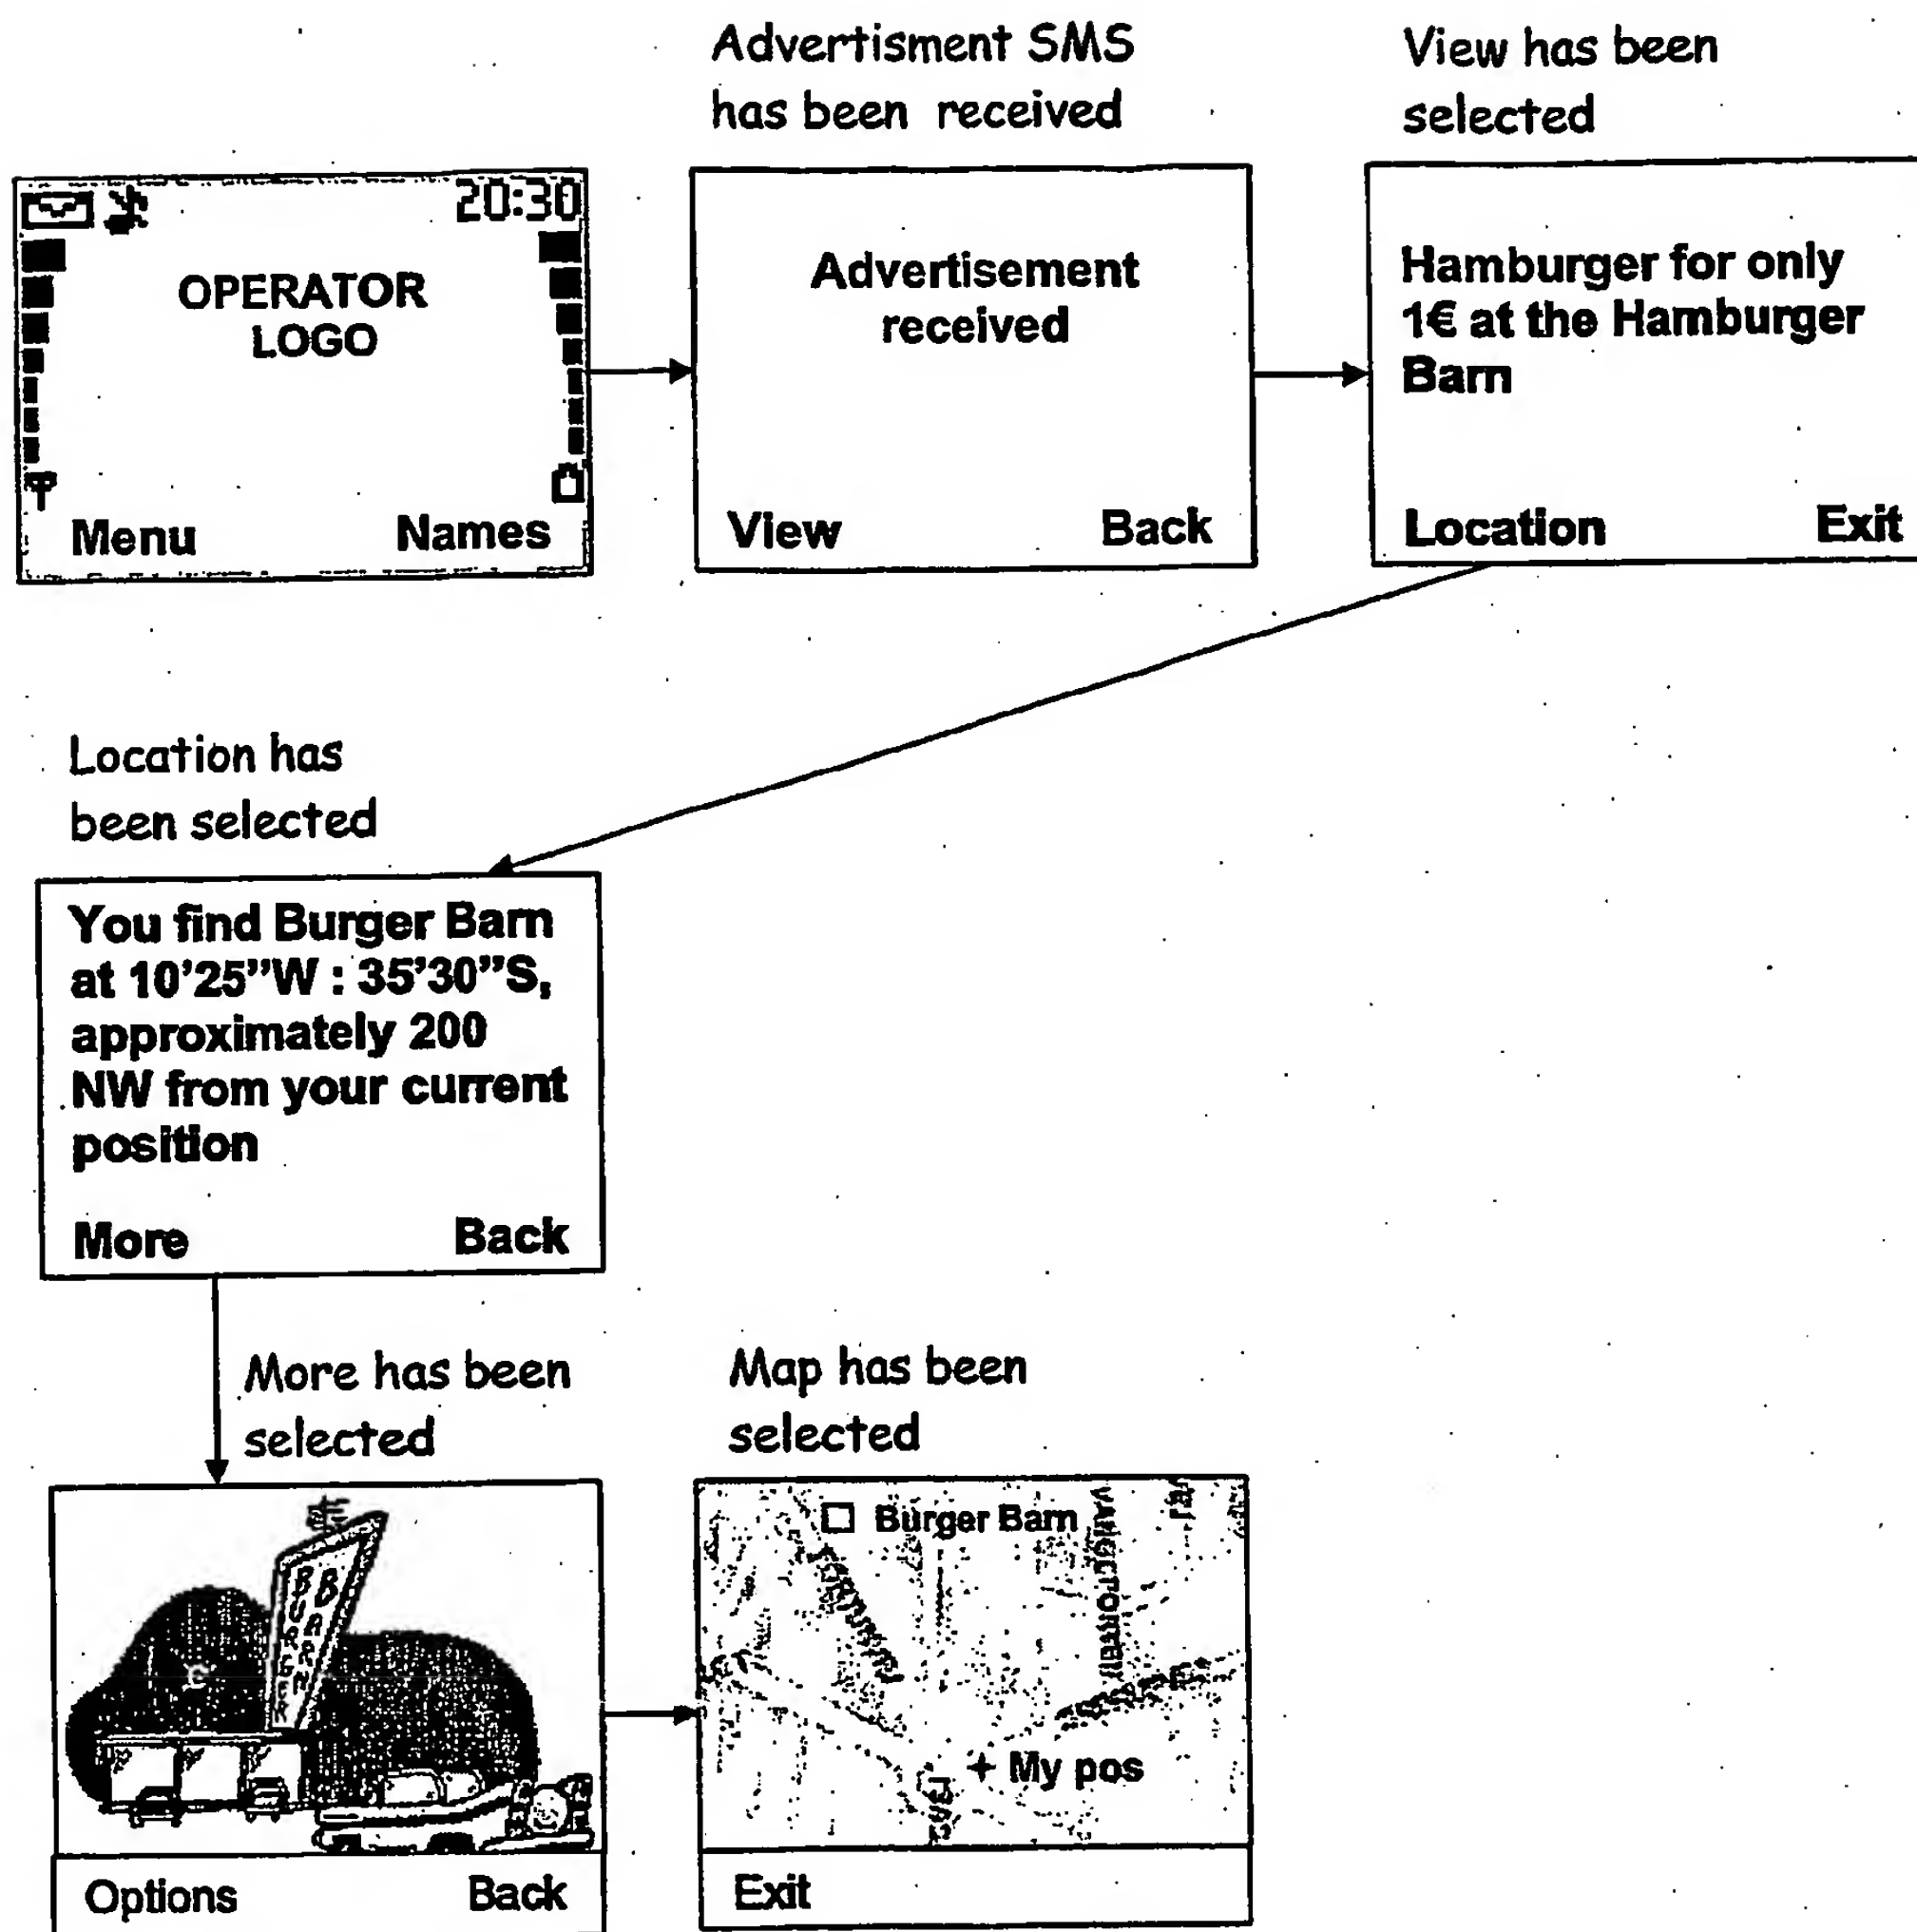 Advertisment SMS
has been received
View has been
selected
20:30
OPERATOR
LOGO
Menu Names
Advertisement
received
View Back
Hamburger for only
1€ at the Hamburger
Barn
Location Exit
Location has
been selected
You find Burger Barn
at 10'25"W : 35'30"S,
approximately 200
NW from your current
position
More Back
More has been
selected
Map has been
selected
BURGER
BARN
Options Back
Burger Barn
+ My pos
Exit